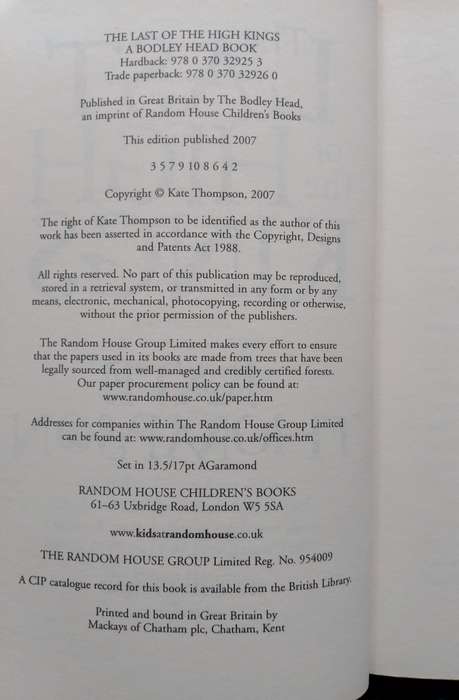 THE LAST OF THE HIGH KINGS
A BODLEY HEAD BOOK
Hardback: 978 0 370 32925 3
Trade paperback: 978 0 370 32926 0
Published in Great Britain by The Bodley Head,
an imprint of Random House Children's Books
This edition published 2007
3 5 7 9 10 8 6 4 2
Copyright © Kate Thompson, 2007
The right of Kate Thompson to be identified as the author of this
work has been asserted in accordance with the Copyright, Designs
and Patents Act 1988.
All rights reserved. No part of this publication may be reproduced,
stored in a retrieval system, or transmitted in any form or by any
means, electronic, mechanical, photocopying, recording or otherwise,
without the prior permission of the publishers.
The Random House Group Limited makes every effort to ensure
that the papers used in its books are made from trees that have been
legally sourced from well-managed and credibly certified forests.
Our paper procurement policy can be found at:
www.randomhouse.co.uk/paper.htm
Addresses for companies within The Random House Group Limited
can be found at: www.randomhouse.co.uk/offices.htm
Set in 13.5/17pt AGaramond
RANDOM HOUSE CHILDREN'S BOOKS
61–63 Uxbridge Road, London W5 5SA
www.kidsatrandomhouse.co.uk
THE RANDOM HOUSE GROUP Limited Reg. No. 954009
A CIP catalogue record for this book is available from the British Library.
Printed and bound in Great Britain by
Mackays of Chatham plc, Chatham, Kent